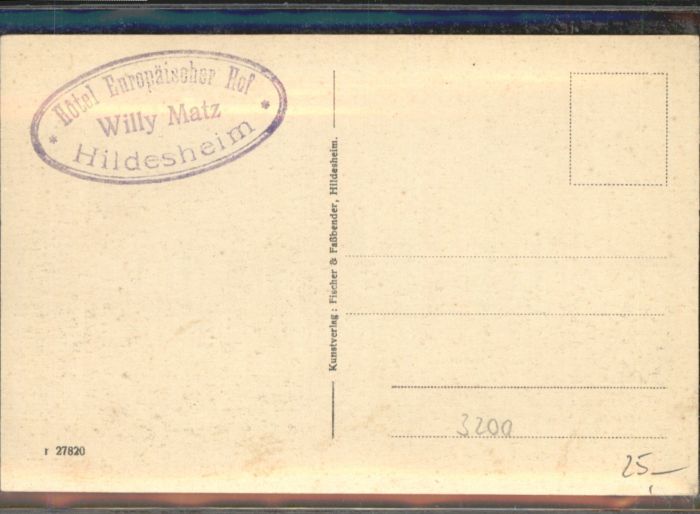 * Hôtel Europäischer Hof *
Willy Matz
Hildesheim
Kunstverlag: Fischer & Faßbender, Hildesheim.
3200
r 27820
25,—